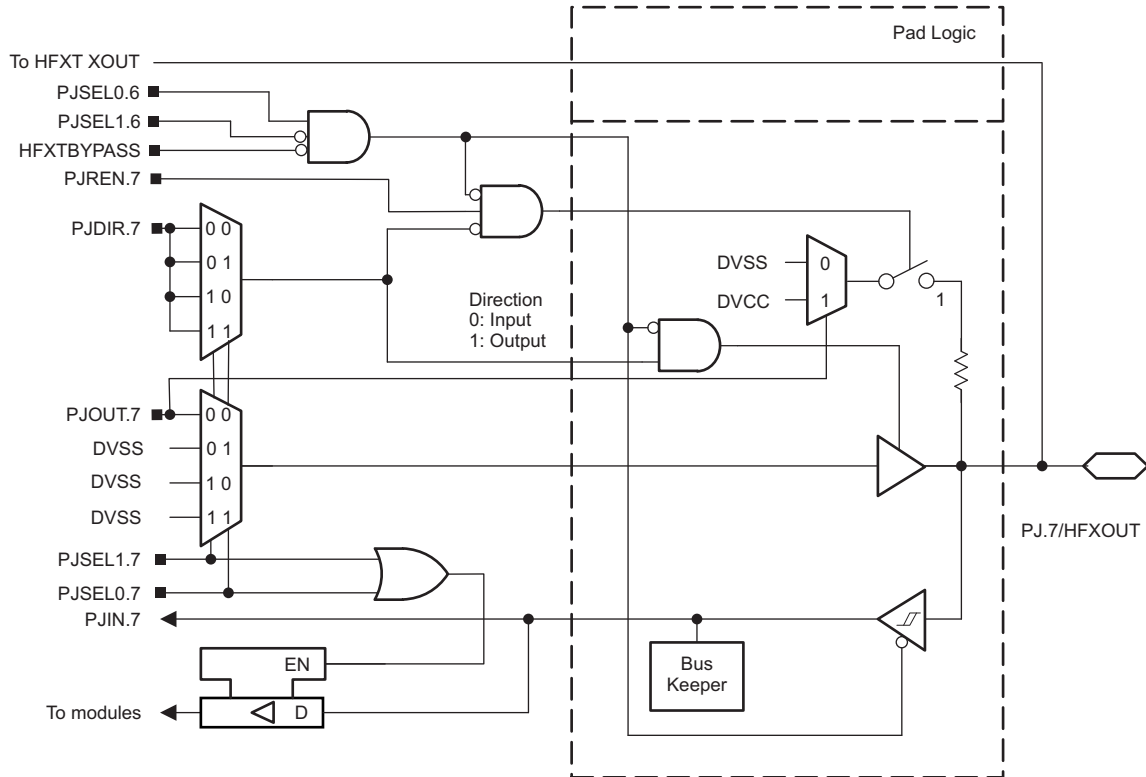 Pad Logic
To HFXT XOUT
PJSEL0.6
PJSEL1.6
HFXTBYPASS
PJREN.7
PJDIR.7
0 0
0 1
1 0
1 1
Direction
0: Input
1: Output
DVSS
0
DVCC
1
1
PJOUT.7
0 0
DVSS
0 1
DVSS
1 0
DVSS
1 1
PJ.7/HFXOUT
PJSEL1.7
PJSEL0.7
PJIN.7
EN
Bus
Keeper
To modules
D